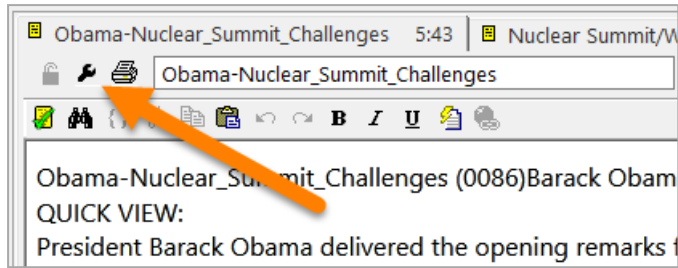 Obama-Nuclear_Summit_Challenges 5:43 Nuclear Summit/W
Obama-Nuclear_Summit_Challenges
B I U
Obama-Nuclear_Summit_Challenges (0086)Barack Obam
QUICK VIEW:
President Barack Obama delivered the opening remarks f